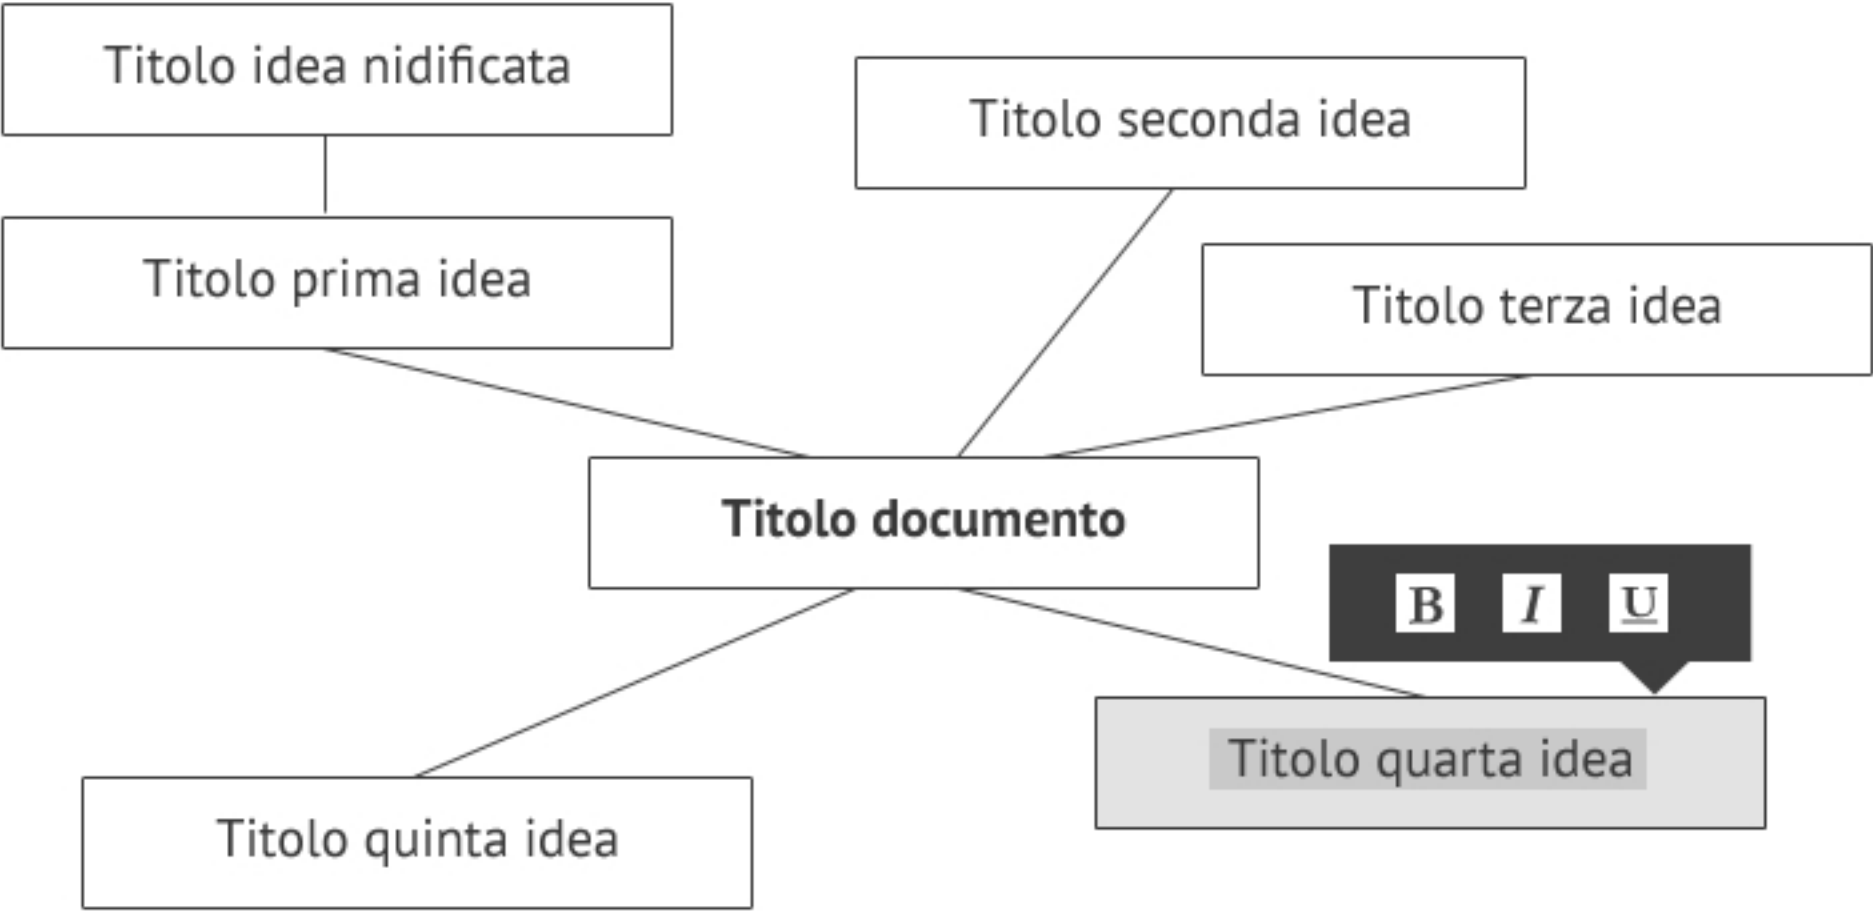 Titolo idea nidificata
Titolo seconda idea
Titolo prima idea
Titolo terza idea
Titolo documento
B I U
Titolo quarta idea
Titolo quinta idea